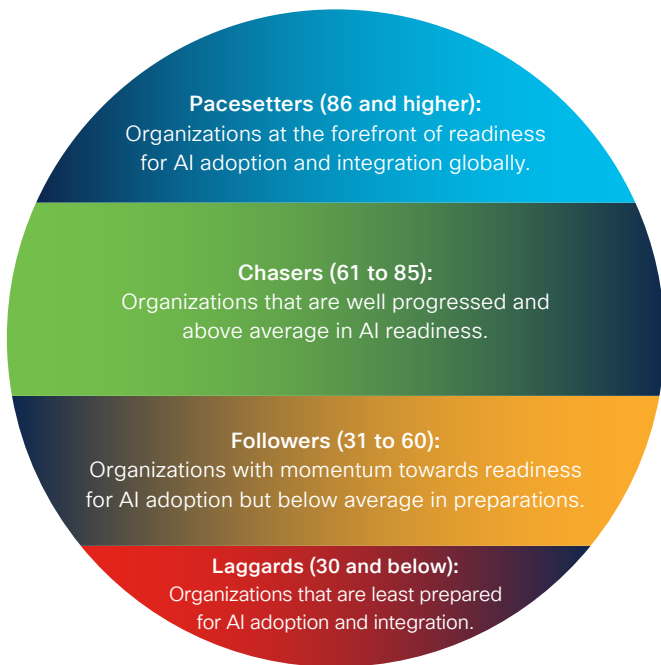 Pacesetters (86 and higher):
Organizations at the forefront of readiness
for AI adoption and integration globally.
Chasers (61 to 85):
Organizations that are well progressed and
above average in AI readiness.
Followers (31 to 60):
Organizations with momentum towards readiness
for AI adoption but below average in preparations.
Laggards (30 and below):
Organizations that are least prepared
for AI adoption and integration.